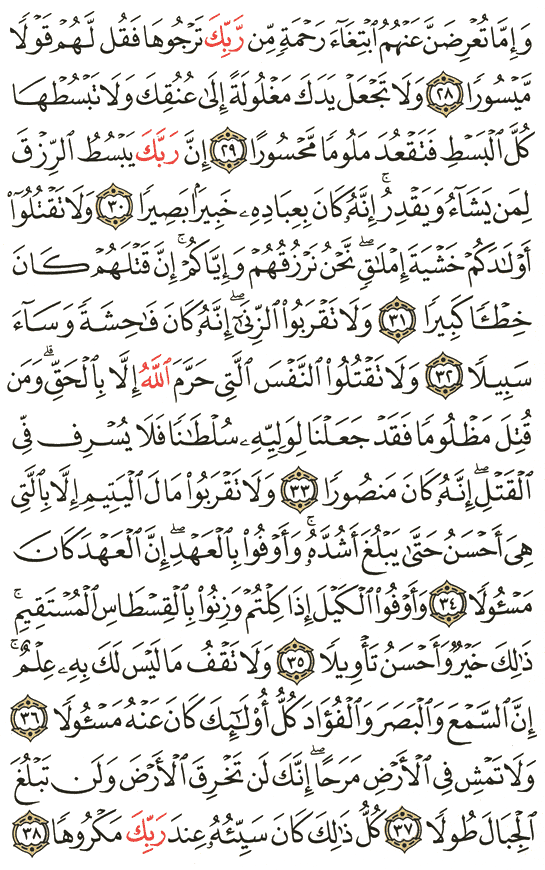 وَإِمَّا تُعْرِضَنَّ عَنْهُمُ ٱبْتِغَآءَ رَحْمَةٍ مِّن رَّبِّكَ تَرْجُوهَا فَقُل لَّهُمْ قَوْلًا
مَّيْسُورًا ٢٨ وَلَا تَجْعَلْ يَدَكَ مَغْلُولَةً إِلَىٰ عُنُقِكَ وَلَا تَبْسُطْهَا
كُلَّ ٱلْبَسْطِ فَتَقْعُدَ مَلُومًا مَّحْسُورًا ٢٩ إِنَّ رَبَّكَ يَبْسُطُ ٱلرِّزْقَ
لِمَن يَشَآءُ وَيَقْدِرُ ۚ إِنَّهُۥ كَانَ بِعِبَادِهِۦ خَبِيرًۢا بَصِيرًا ٣٠ وَلَا تَقْتُلُوٓا۟
أَوْلَـٰدَكُمْ خَشْيَةَ إِمْلَـٰقٍ ۖ نَّحْنُ نَرْزُقُهُمْ وَإِيَّاكُمْ ۚ إِنَّ قَتْلَهُمْ كَانَ
خِطْـًٔا كَبِيرًا ٣١ وَلَا تَقْرَبُوا۟ ٱلزِّنَىٰٓ ۖ إِنَّهُۥ كَانَ فَـٰحِشَةً وَسَآءَ
سَبِيلًا ٣٢ وَلَا تَقْتُلُوا۟ ٱلنَّفْسَ ٱلَّتِى حَرَّمَ ٱللَّهُ إِلَّا بِٱلْحَقِّ ۗ وَمَن
قُتِلَ مَظْلُومًا فَقَدْ جَعَلْنَا لِوَلِيِّهِۦ سُلْطَـٰنًا فَلَا يُسْرِف فِّى
ٱلْقَتْلِ ۖ إِنَّهُۥ كَانَ مَنصُورًا ٣٣ وَلَا تَقْرَبُوا۟ مَالَ ٱلْيَتِيمِ إِلَّا بِٱلَّتِى
هِىَ أَحْسَنُ حَتَّىٰ يَبْلُغَ أَشُدَّهُۥ ۚ وَأَوْفُوا۟ بِٱلْعَهْدِ ۖ إِنَّ ٱلْعَهْدَ كَانَ
مَسْـُٔولًا ٣٤ وَأَوْفُوا۟ ٱلْكَيْلَ إِذَا كِلْتُمْ وَزِنُوا۟ بِٱلْقِسْطَاسِ ٱلْمُسْتَقِيمِ ۚ
ذَٰلِكَ خَيْرٌ وَأَحْسَنُ تَأْوِيلًا ٣٥ وَلَا تَقْفُ مَا لَيْسَ لَكَ بِهِۦ عِلْمٌ ۚ
إِنَّ ٱلسَّمْعَ وَٱلْبَصَرَ وَٱلْفُؤَادَ كُلُّ أُو۟لَـٰٓئِكَ كَانَ عَنْهُ مَسْـُٔولًا ٣٦
وَلَا تَمْشِ فِى ٱلْأَرْضِ مَرَحًا ۖ إِنَّكَ لَن تَخْرِقَ ٱلْأَرْضَ وَلَن تَبْلُغَ
ٱلْجِبَالَ طُولًا ٣٧ كُلُّ ذَٰلِكَ كَانَ سَيِّئُهُۥ عِندَ رَبِّكَ مَكْرُوهًا ٣٨